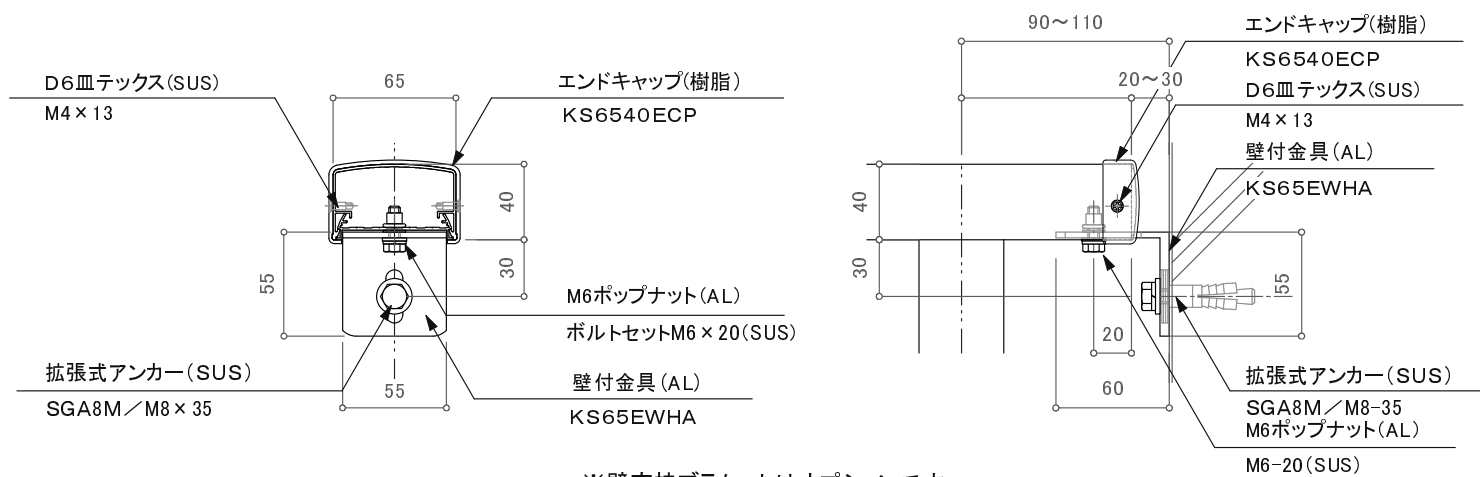 D6皿テックス(SUS)
M4×13
65
エンドキャップ(樹脂)
KS6540ECP
40
30
55
M6ポップナット(AL)
ボルトセットM6×20(SUS)
拡張式アンカー(SUS)
SGA8M／M8×35
55
壁付金具(AL)
KS65EWHA
90～110
エンドキャップ(樹脂)
KS6540ECP
20～30
D6皿テックス(SUS)
M4×13
壁付金具(AL)
KS65EWHA
40
30
55
20
60
拡張式アンカー(SUS)
SGA8M／M8-35
M6ポップナット(AL)
M6-20(SUS)